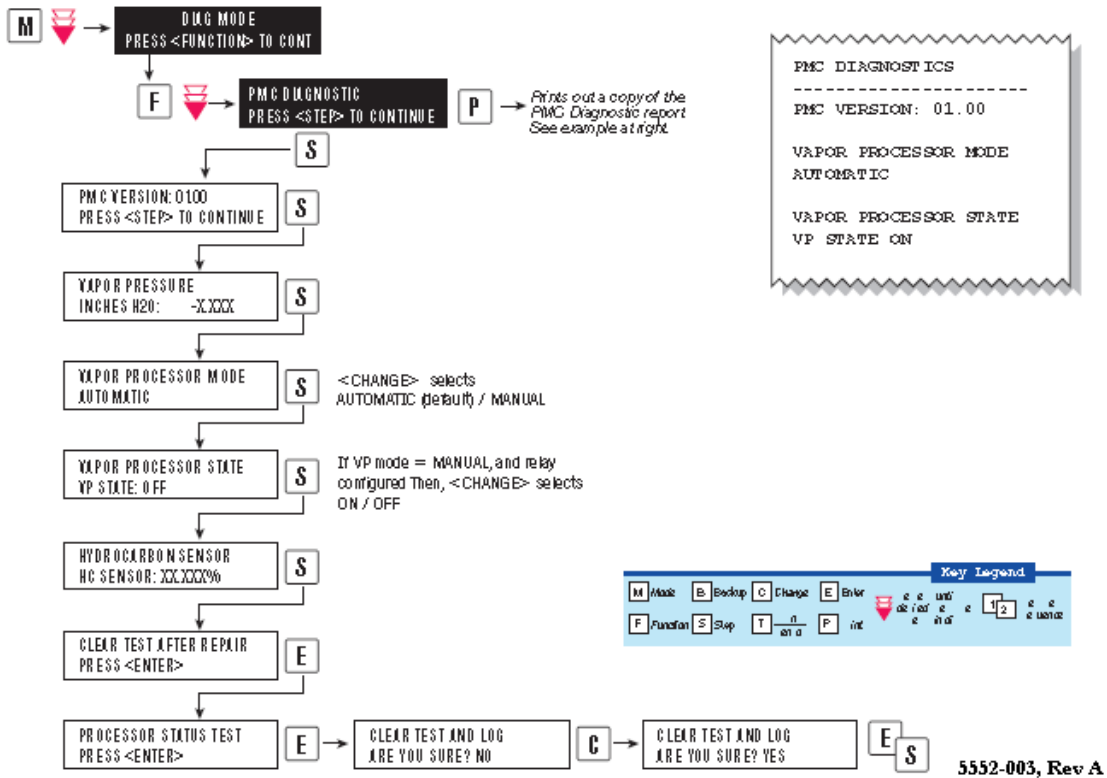 M
DIAG MODE
PRESS <FUNCTION> TO CONT
F
PMC DIAGNOSTIC
PRESS <STEP> TO CONTINUE
P
Prints out a copy of the
PMC Diagnostic report
See example at right.
S
PMC VERSION: 01.00
PRESS <STEP> TO CONTINUE
S
VAPOR PRESSURE
INCHES H20: -X.XXX
S
VAPOR PROCESSOR MODE
AUTOMATIC
S
<CHANGE> selects
AUTOMATIC (default) / MANUAL
VAPOR PROCESSOR STATE
VP STATE: OFF
S
If VP mode = MANUAL, and relay
configured Then, <CHANGE> selects
ON / OFF
HYDROCARBON SENSOR
HC SENSOR: XX.XXX%
S
CLEAR TEST AFTER REPAIR
PRESS <ENTER>
E
PROCESSOR STATUS TEST
PRESS <ENTER>
E
CLEAR TEST AND LOG
ARE YOU SURE? NO
C
CLEAR TEST AND LOG
ARE YOU SURE? YES
E
S
PMC DIAGNOSTICS
----------------------
PMC VERSION: 01.00
VAPOR PROCESSOR MODE
AUTOMATIC
VAPOR PROCESSOR STATE
VP STATE ON
Key Legend
M Mode B Backup C Change E Enter
F Function S Step T P
1 2
5552-003, Rev A